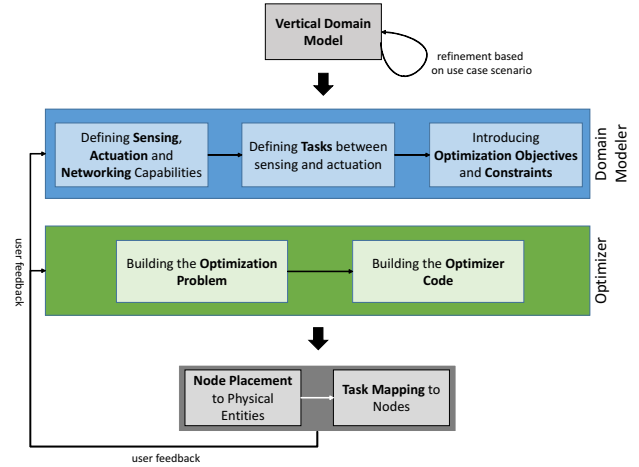 Vertical Domain
Model
refinement based
on use case scenario
Defining Sensing,
Actuation and
Networking Capabilities
Defining Tasks between
sensing and actuation
Introducing
Optimization Objectives
and Constraints
Domain
Modeler
user feedback
Building the Optimization
Problem
Building the Optimizer
Code
Optimizer
Node Placement
to Physical
Entities
Task Mapping to
Nodes
user feedback